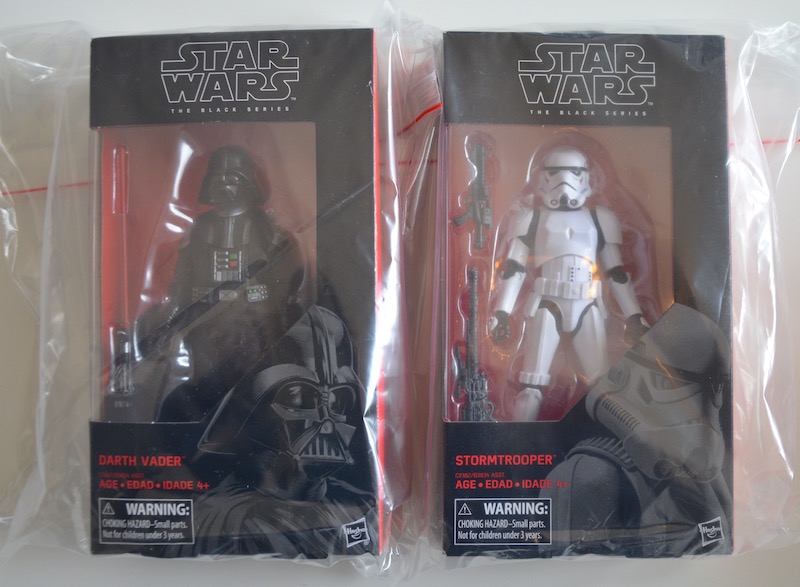 STAR
WARS
THE BLACK SERIES
DARTH VADER
AGE • EDAD • IDADE 4+
WARNING:
CHOKING HAZARD—Small parts.
Not for children under 3 years.
Hasbro
STAR
WARS
THE BLACK SERIES
STORMTROOPER
AGE • EDAD • IDADE 4+
WARNING:
CHOKING HAZARD—Small parts.
Not for children under 3 years.
Hasbro